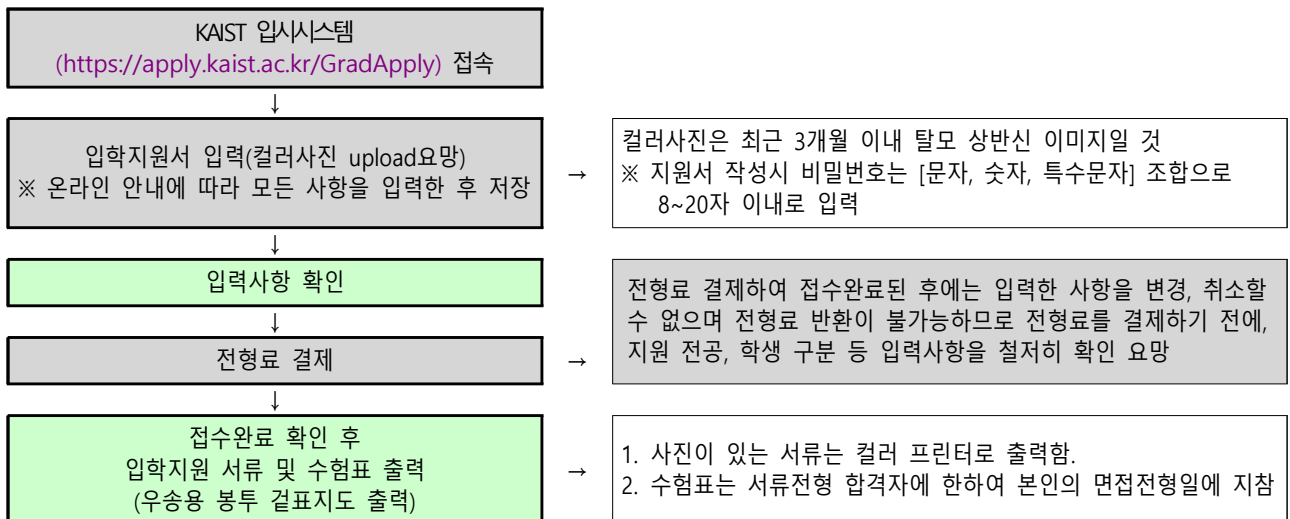 KAIST 입시시스템
(https://apply.kaist.ac.kr/GradApply) 접속
↓
입학지원서 입력(컬러사진 upload요망)
※ 온라인 안내에 따라 모든 사항을 입력한 후 저장
→
컬러사진은 최근 3개월 이내 탈모 상반신 이미지일 것
※ 지원서 작성시 비밀번호는 [문자, 숫자, 특수문자] 조합으로
8~20자 이내로 입력
↓
입력사항 확인
↓
전형료 결제
→
전형료 결제하여 접수완료된 후에는 입력한 사항을 변경, 취소할
수 없으며 전형료 반환이 불가능하므로 전형료를 결제하기 전에,
지원 전공, 학생 구분 등 입력사항을 철저히 확인 요망
↓
접수완료 확인 후
입학지원 서류 및 수험표 출력
(우송용 봉투 겉표지도 출력)
→
1. 사진이 있는 서류는 컬러 프린터로 출력함.
2. 수험표는 서류전형 합격자에 한하여 본인의 면접전형일에 지참